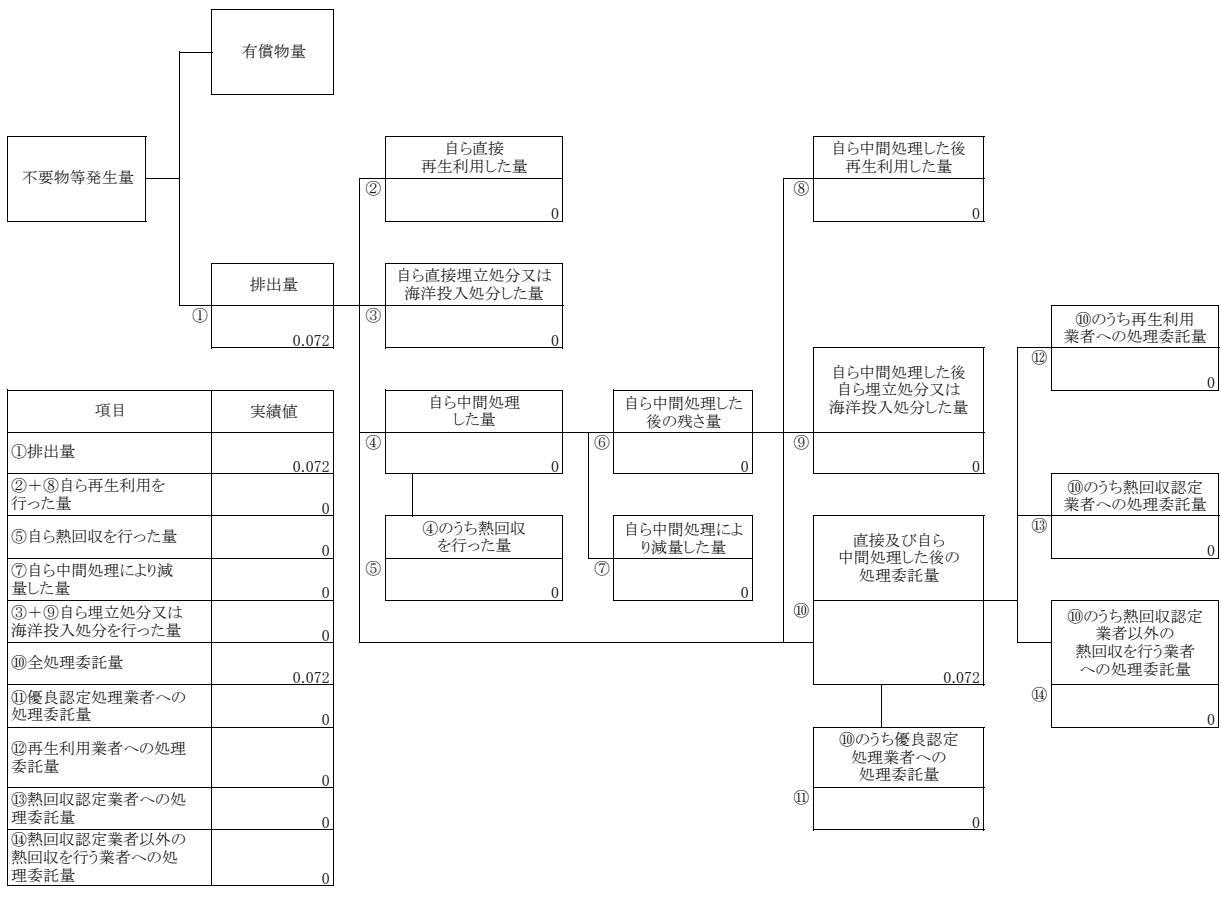 有償物量
不要物等発生量
排出量
①
0.072
自ら直接
再生利用した量
②
0
自ら直接埋立処分又は
海洋投入処分した量
③
0
自ら中間処理
した量
④
0
④のうち熱回収
を行った量
⑤
0
自ら中間処理した
後の残さ量
⑥
0
自ら中間処理によ
り減量した量
⑦
0
自ら中間処理した後
再生利用した量
⑧
0
自ら中間処理した後
自ら埋立処分又は
海洋投入処分した量
⑨
0
直接及び自ら
中間処理した後の
処理委託量
⑩
0.072
⑩のうち優良認定
処理業者への
処理委託量
⑪
0
⑩のうち再生利用
業者への処理委託量
⑫
0
⑩のうち熱回収認定
業者への処理委託量
⑬
0
⑩のうち熱回収認定
業者以外の
熱回収を行う業者
への処理委託量
⑭
0
項目 実績値
①排出量
0.072
②＋⑧自ら再生利用を
行った量
0
⑤自ら熱回収を行った量
0
⑦自ら中間処理により減
量した量
0
③＋⑨自ら埋立処分又は
海洋投入処分を行った量
0
⑩全処理委託量
0.072
⑪優良認定処理業者への
処理委託量
0
⑫再生利用業者への処理
委託量
0
⑬熱回収認定業者への処
理委託量
0
⑭熱回収認定業者以外の
熱回収を行う業者への処
理委託量
0